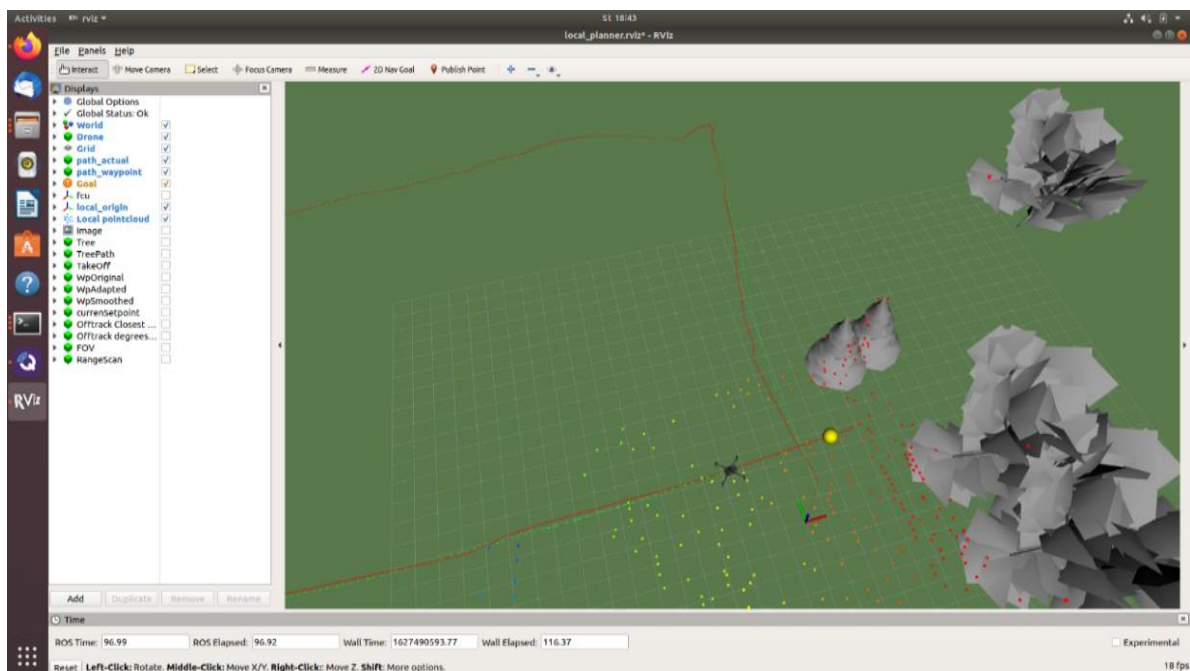 Activities rviz St 18:43
local_planner.rviz* - RViz
File Panels Help
Interact Move Camera Select Focus Camera Measure 2D Nav Goal Publish Point
Displays
Global Options
Global Status: Ok
World
Drone
Grid
path_actual
path_waypoint
Goal
fcu
local_origin
Local pointcloud
Image
Tree
TreePath
TakeOff
WpOriginal
WpAdapted
WpSmoothed
currenSetpoint
Offtrack Closest ...
Offtrack degrees...
FOV
RangeScan
RViz
Add Duplicate Remove Rename
Time
ROS Time: 96.99 ROS Elapsed: 96.92 Wall Time: 1627490593.77 Wall Elapsed: 116.37 Experimental
Reset Left-Click: Rotate. Middle-Click: Move X/Y. Right-Click:: Move Z. Shift: More options. 18 fps